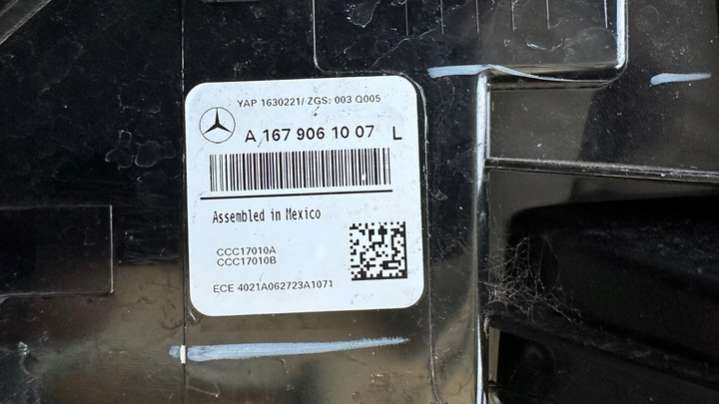 YAP 1630221/ ZGS: 003 Q005
A 167 906 10 07 L
Assembled in Mexico
CCC17010A
CCC17010B
ECE 4021A062723A1071